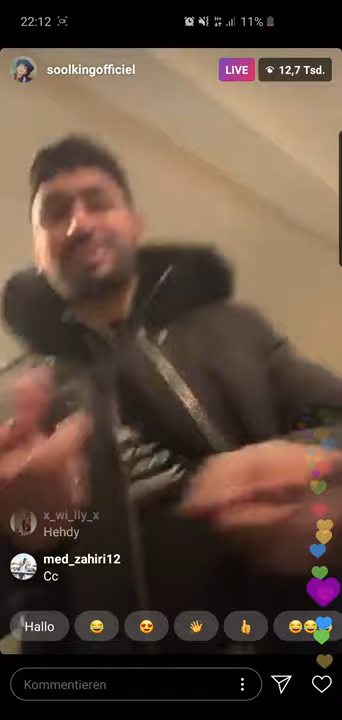 22:12
11%
soolkingofficiel
LIVE
12,7 Tsd.
x_wi_lly_x
Hehdy
med_zahiri12
Cc
Hallo
Kommentieren